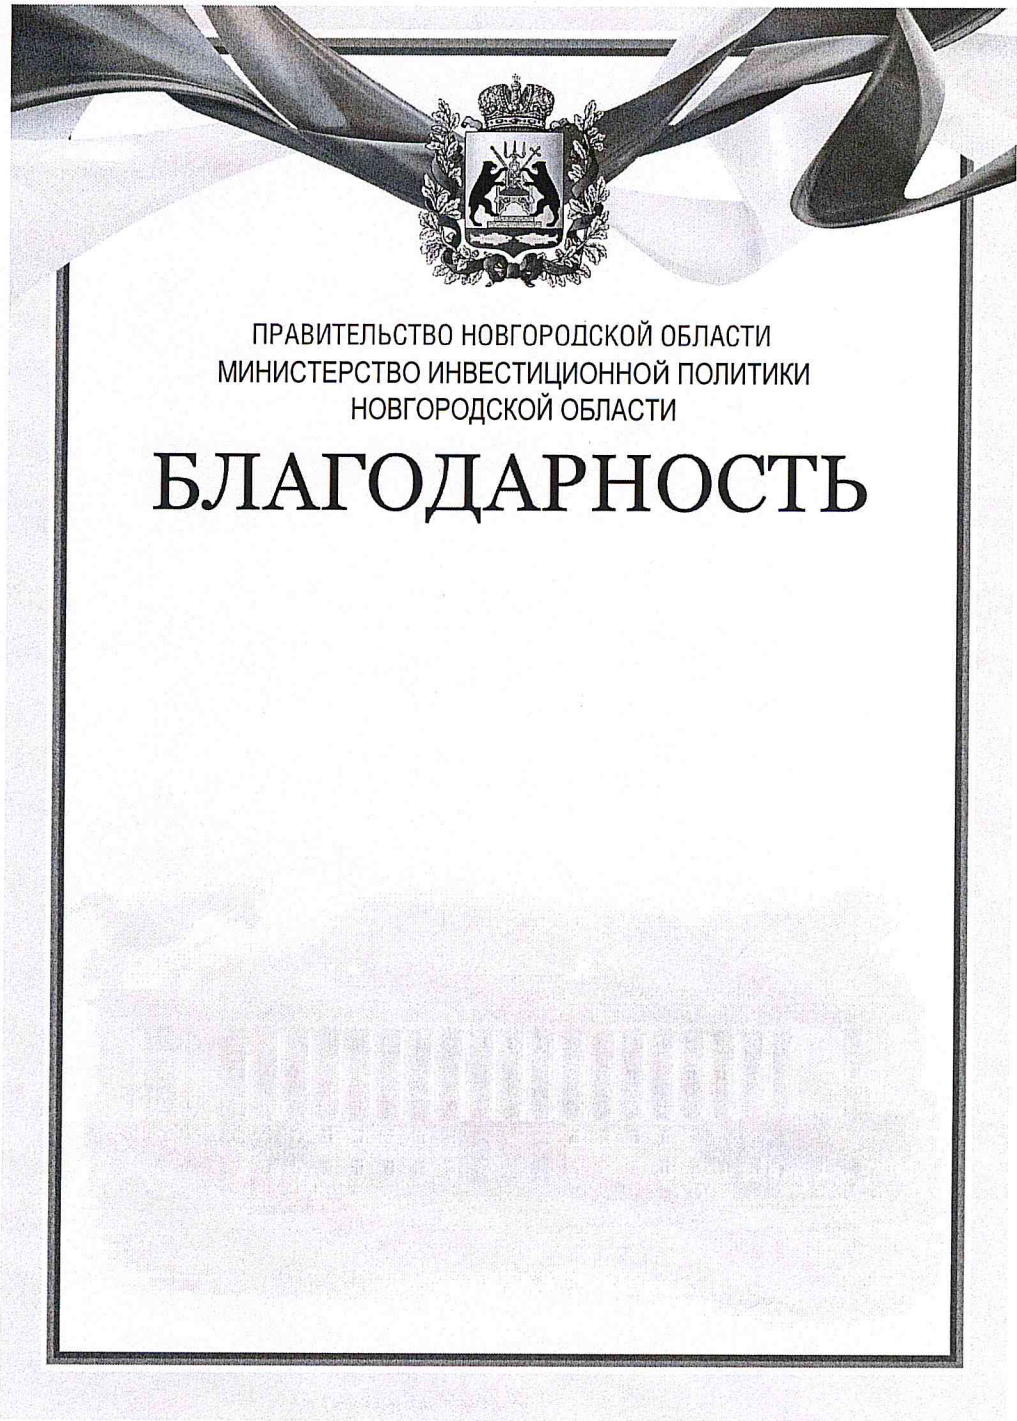 ПРАВИТЕЛЬСТВО НОВГОРОДСКОЙ ОБЛАСТИ
МИНИСТЕРСТВО ИНВЕСТИЦИОННОЙ ПОЛИТИКИ
НОВГОРОДСКОЙ ОБЛАСТИ
БЛАГОДАРНОСТЬ